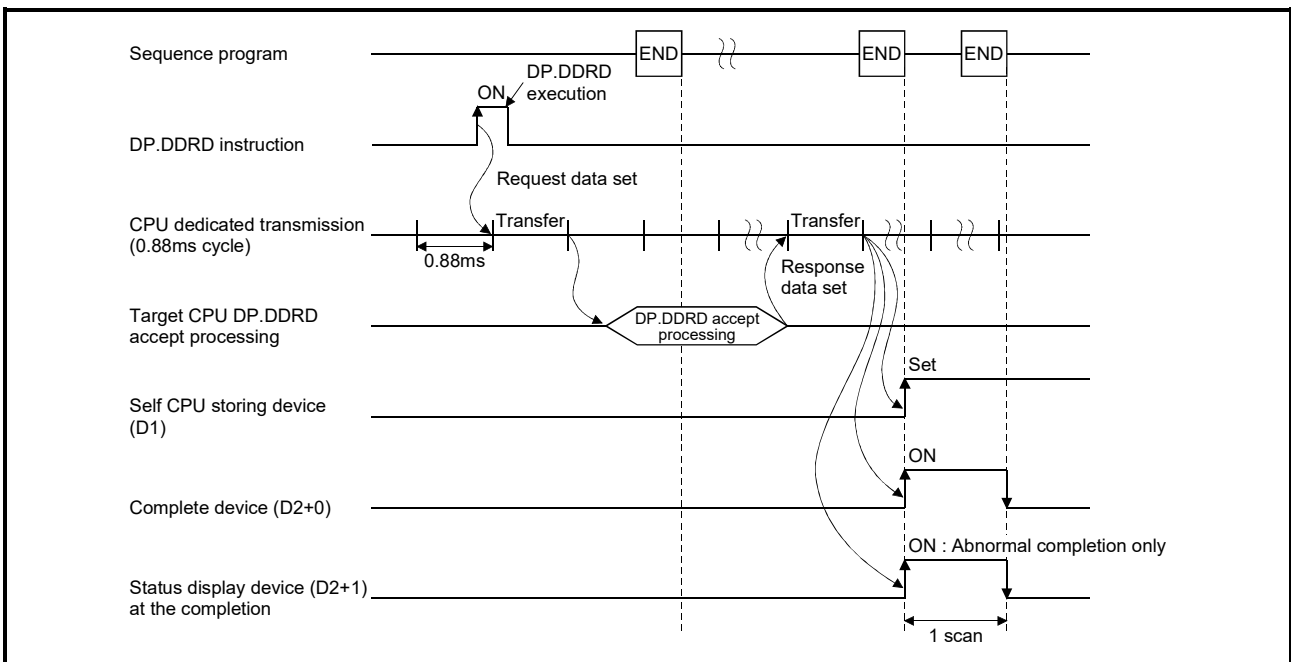 Sequence program
END
END
END
DP.DDRD
execution
ON
DP.DDRD instruction
Request data set
CPU dedicated transmission
(0.88ms cycle)
Transfer
Transfer
0.88ms
Response
data set
Target CPU DP.DDRD
accept processing
DP.DDRD accept
processing
Set
Self CPU storing device
(D1)
ON
Complete device (D2+0)
ON : Abnormal completion only
Status display device (D2+1)
at the completion
1 scan